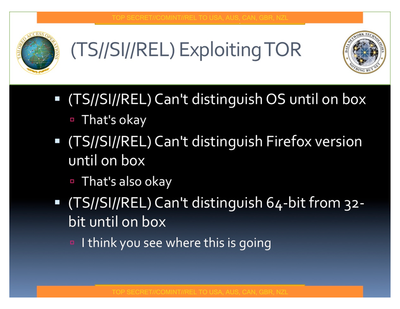 TOP SECRET//COMINT//REL TO USA, AUS, CAN, GBR, NZL
(TS//SI//REL) Exploiting TOR
▪ (TS//SI//REL) Can't distinguish OS until on box
▫ That's okay
▪ (TS//SI//REL) Can't distinguish Firefox version
until on box
▫ That's also okay
▪ (TS//SI//REL) Can't distinguish 64-bit from 32-
bit until on box
▫ I think you see where this is going
TOP SECRET//COMINT//REL TO USA, AUS, CAN, GBR, NZL